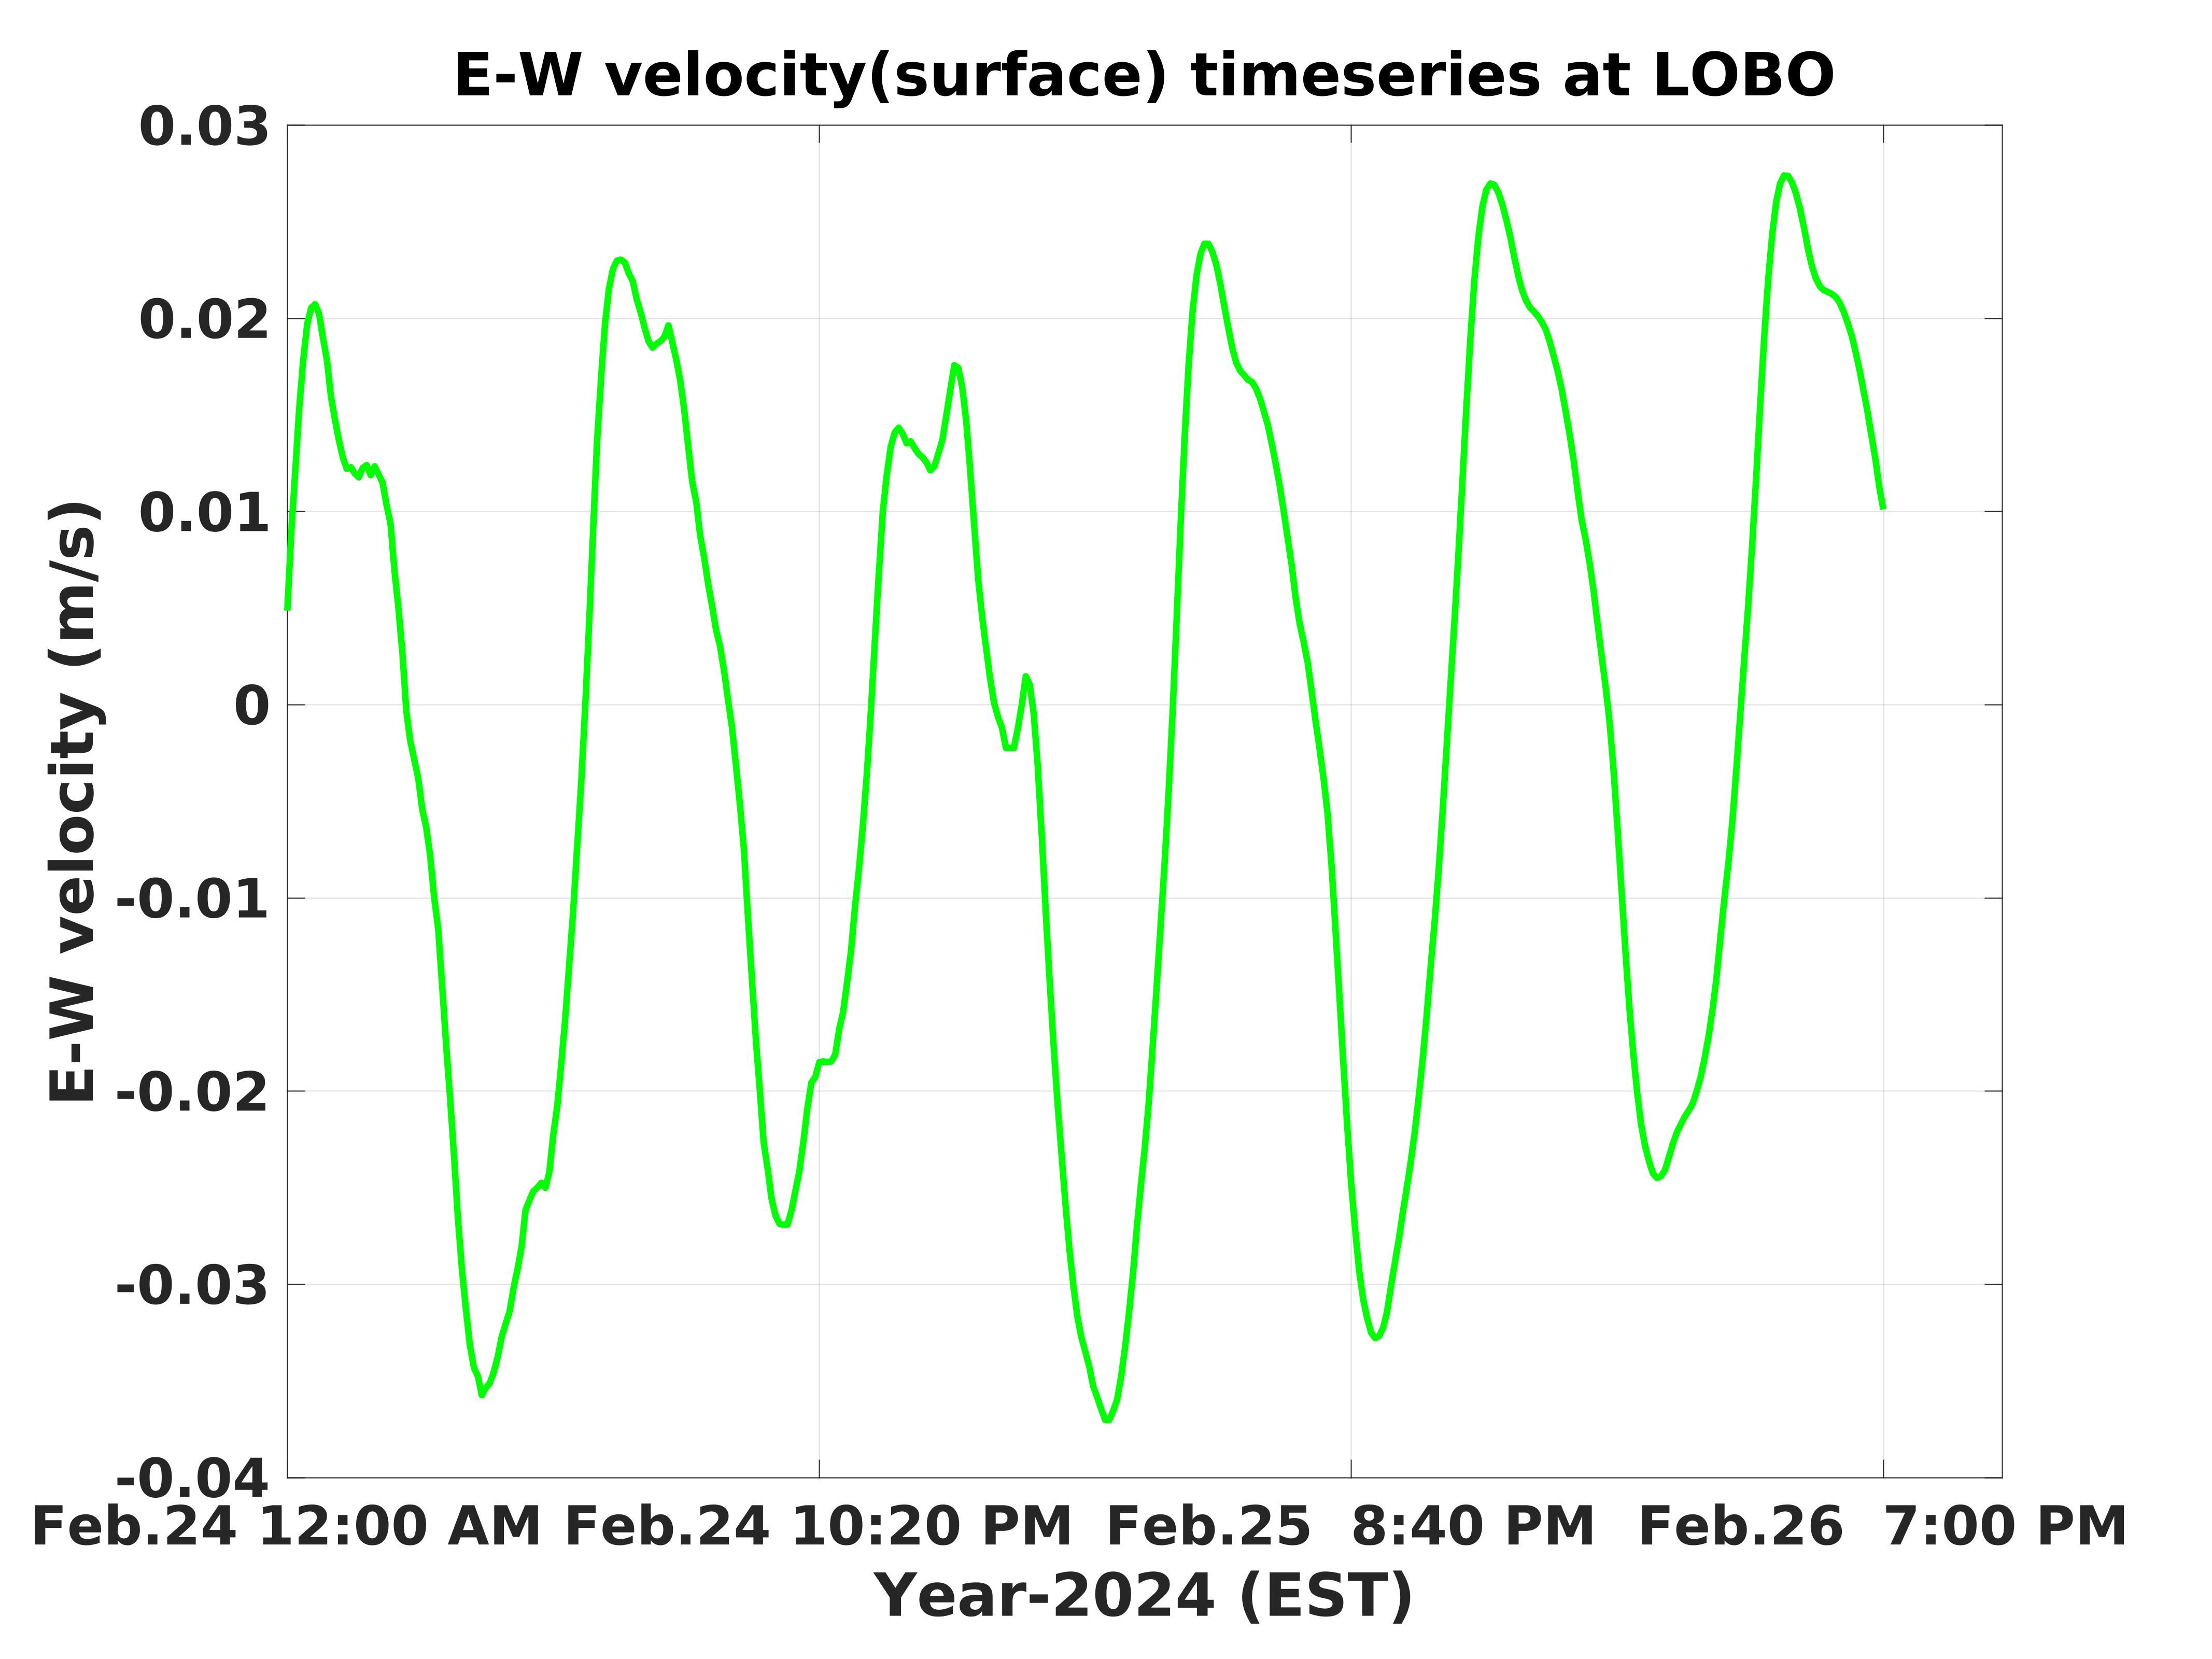 E-W velocity(surface) timeseries at LOBO
E-W velocity (m/s)
0.03
0.02
0.01
0
-0.01
-0.02
-0.03
-0.04
Feb.24 12:00 AM Feb.24 10:20 PM Feb.25 8:40 PM Feb.26 7:00 PM
Year-2024 (EST)